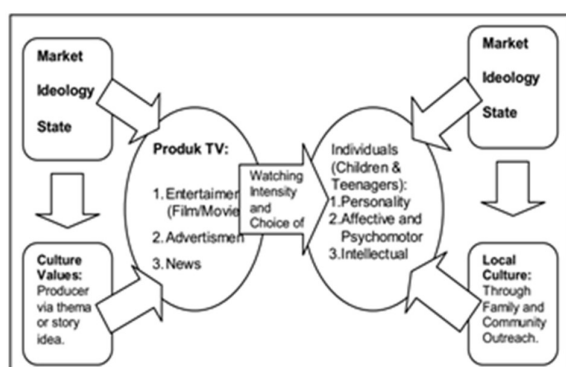 Market
Ideology
State
Produk TV:
1. Entertaimer
(Film/Movie
2. Advertismen
3. News
Culture
Values:
Producer
via thema
or story
idea.
Watching
Intensity
and
Choice of
Individuals
(Children &
Teenagers):
1.Personality
2.Affective and
Psychomotor
3.Intellectual
Market
Ideology
State
Local
Culture:
Through
Family and
Community
Outreach.